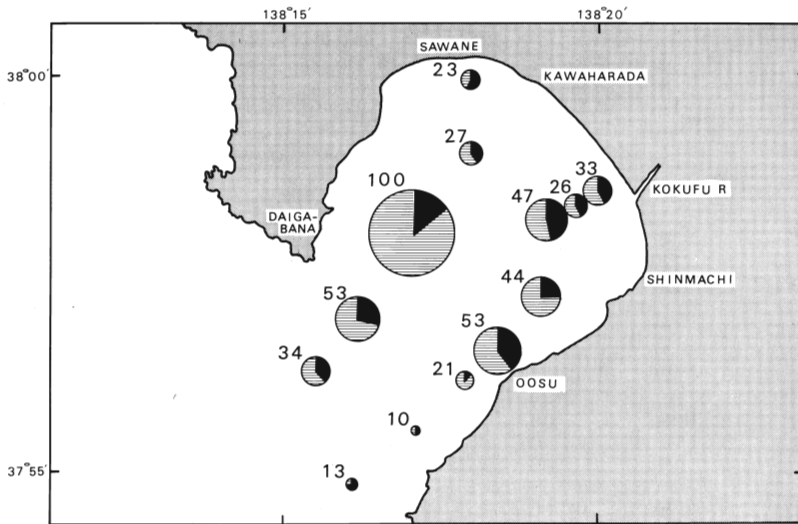 138°15′ 138°20′
38°00′
SAWANE
23
KAWAHARADA
27
100
33
26
47
KOKUFU R
DAIGA-
BANA
SHINMACHI
44
53
53
34
21
OOSU
10
37°55′
13